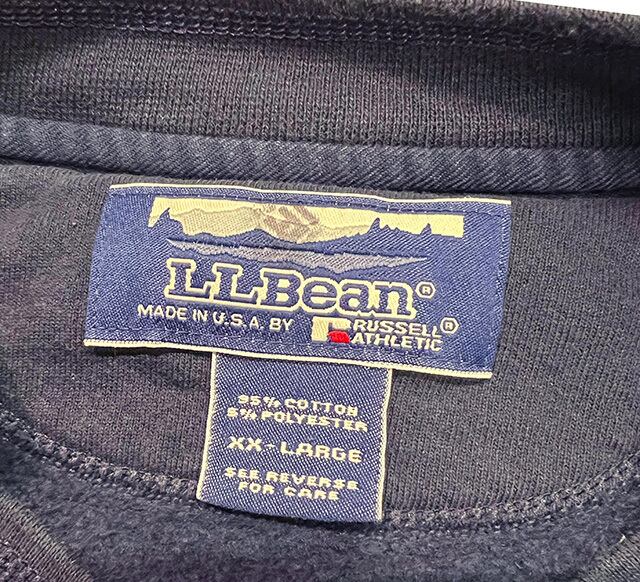 L.L.Bean®
MADE IN U.S.A. BY RUSSELL®
ATHLETIC
95% COTTON
5% POLYESTER
XX-LARGE
SEE REVERSE
FOR CARE